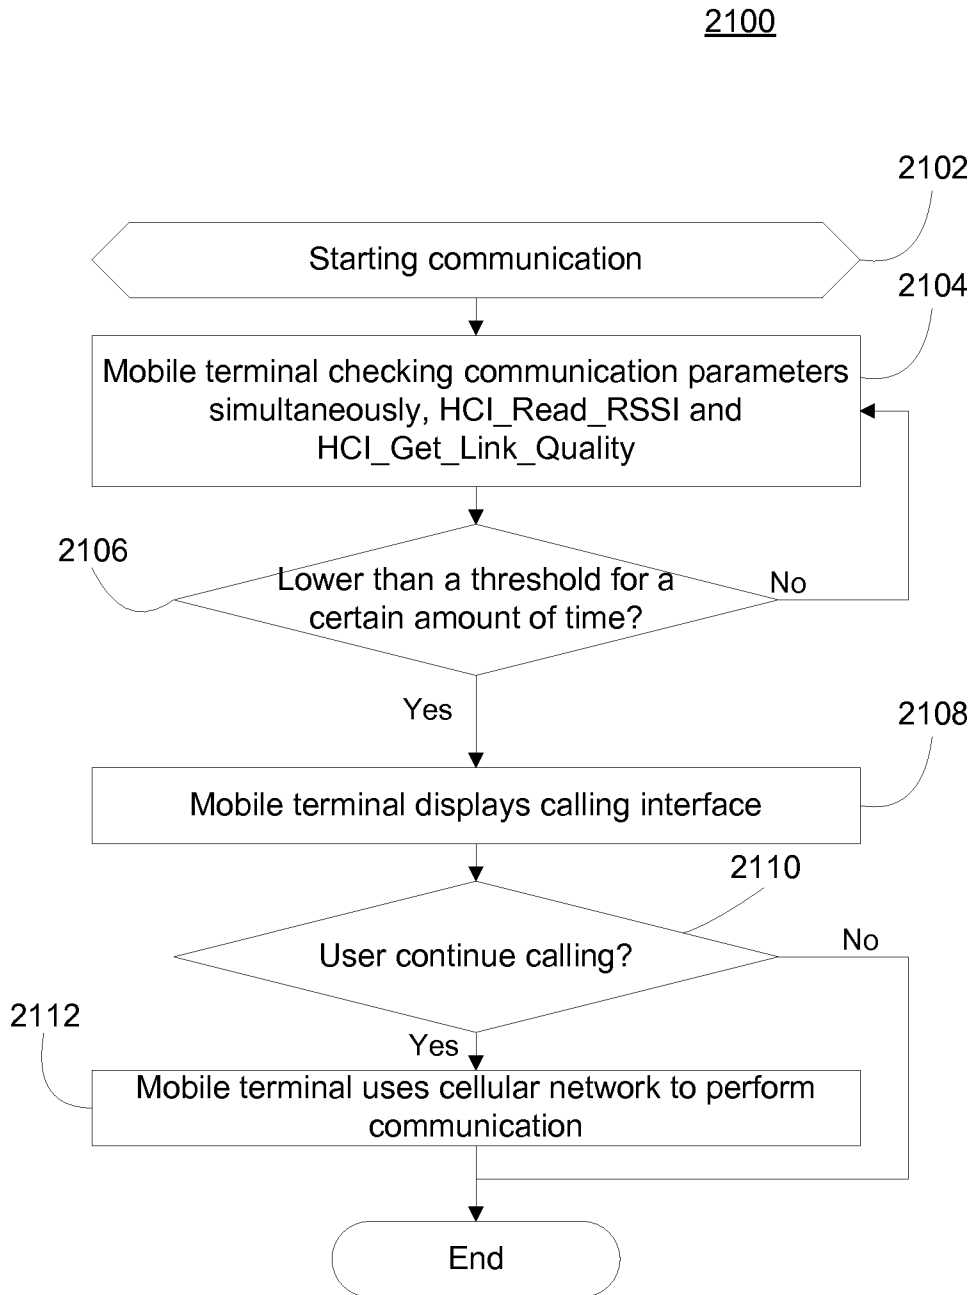 2100
2102
Starting communication
2104
Mobile terminal checking communication parameters
simultaneously, HCI_Read_RSSI and
HCI_Get_Link_Quality
2106
Lower than a threshold for a
certain amount of time?
No
Yes
2108
Mobile terminal displays calling interface
2110
User continue calling?
No
2112
Yes
Mobile terminal uses cellular network to perform
communication
End